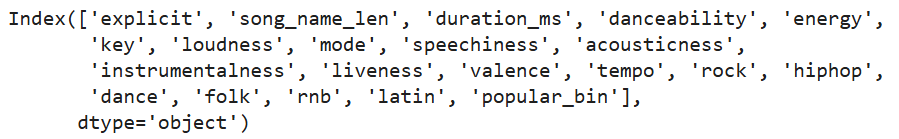 Index(['explicit', 'song_name_len', 'duration_ms', 'danceability', 'energy',
'key', 'loudness', 'mode', 'speechiness', 'acousticness',
'instrumentalness', 'liveness', 'valence', 'tempo', 'rock', 'hiphop',
'dance', 'folk', 'rnb', 'latin', 'popular_bin'],
dtype='object')